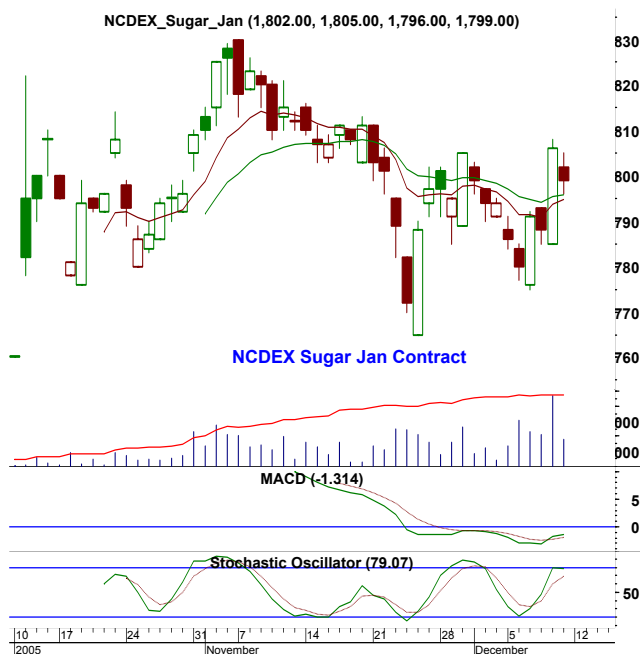 NCDEX_Sugar_Jan (1,802.00, 1,805.00, 1,796.00, 1,799.00)
830
820
810
800
790
780
770
760
NCDEX Sugar Jan Contract
000
000
MACD (-1.314)
5
0
Stochastic Oscillator (79.07)
50
10 17 24 31 7 14 21 28 5 12
2005 November December